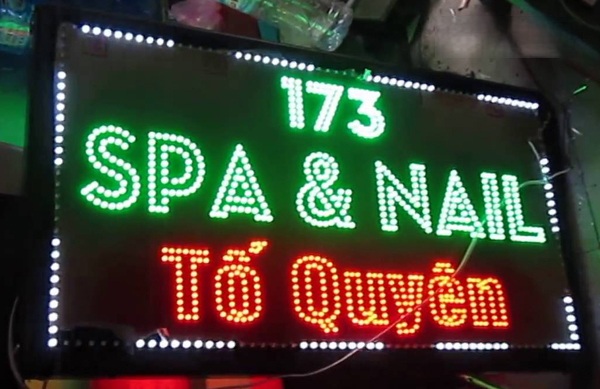 173
SPA & NAIL
Tố Quyên